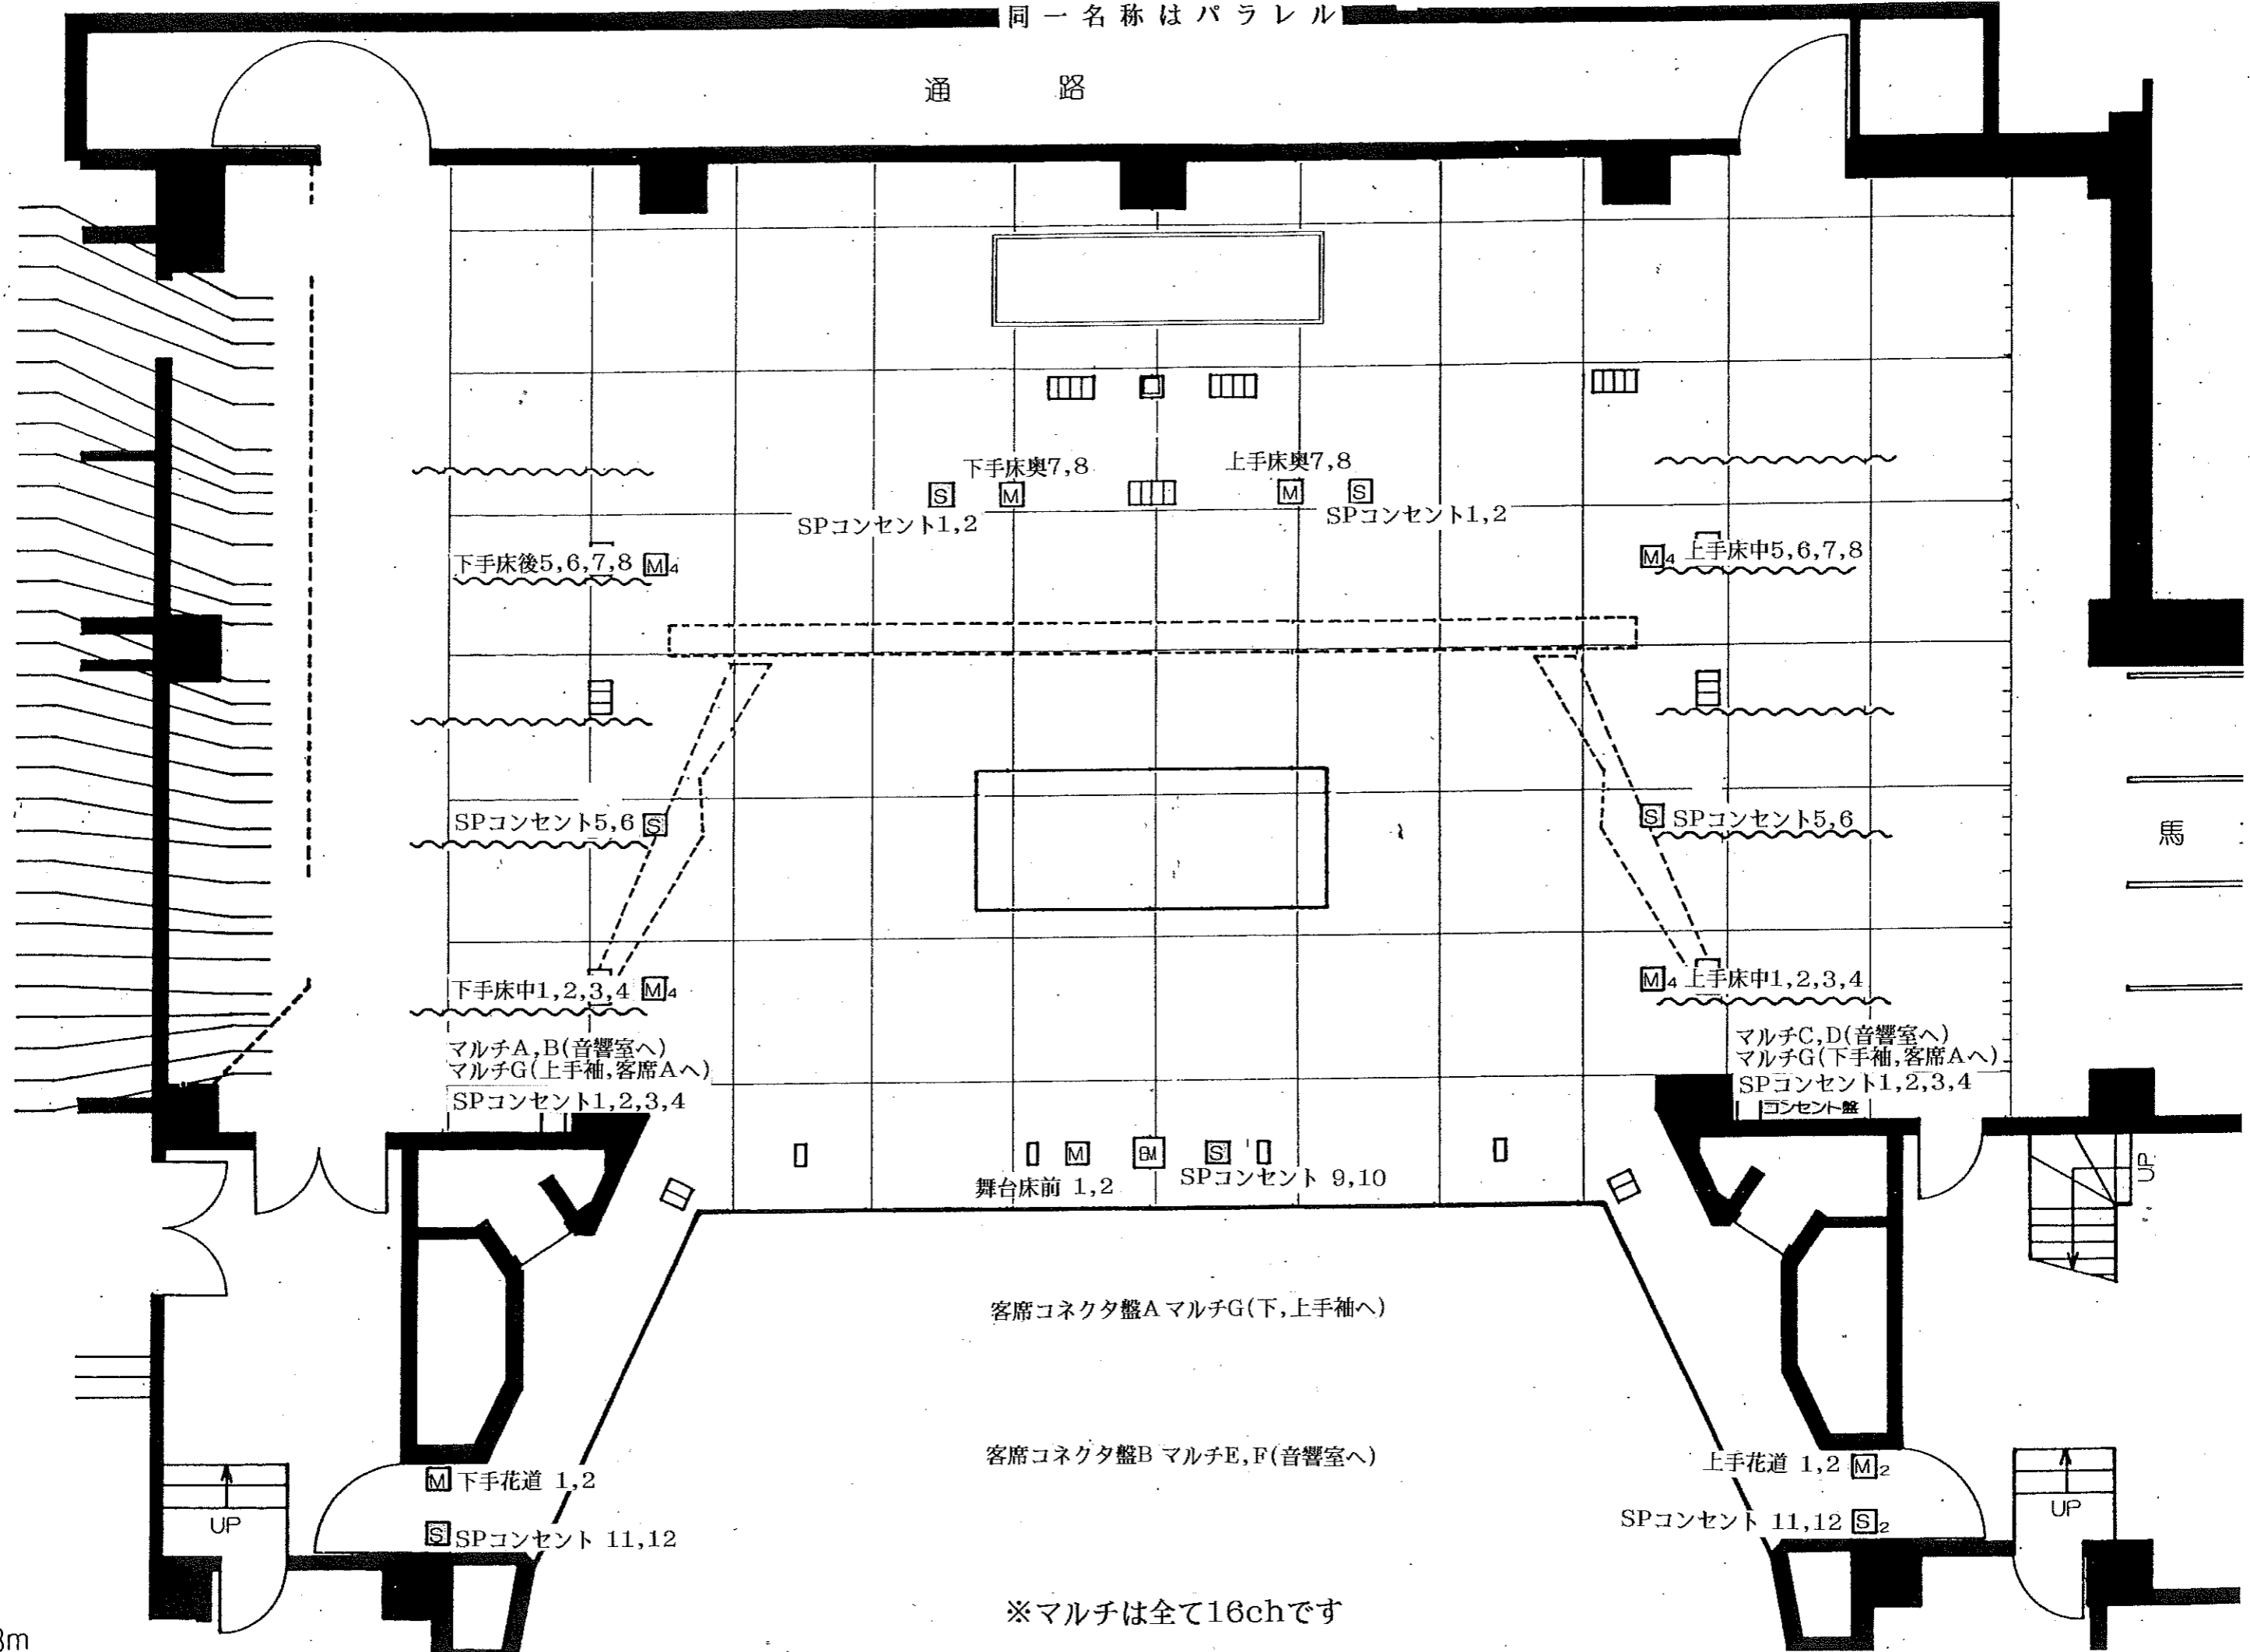 同一名称はパラレル
通　路
下手床奥7,8
上手床奥7,8
S
M
M
S
SPコンセント1,2
SPコンセント1,2
下手床後5,6,7,8 M4
M4 上手床中5,6,7,8
SPコンセント5,6 S
S SPコンセント5,6
馬
下手床中1,2,3,4 M4
M4 上手床中1,2,3,4
マルチA,B(音響室へ)
マルチG(上手袖,客席Aへ)
SPコンセント1,2,3,4
マルチC,D(音響室へ)
マルチG(下手袖,客席Aへ)
SPコンセント1,2,3,4
コンセント盤
M
S
舞台床前 1,2
SPコンセント 9,10
UP
客席コネクタ盤A マルチG(下,上手袖へ)
客席コネクタ盤B マルチE,F(音響室へ)
M 下手花道 1,2
上手花道 1,2 M2
UP
S SPコンセント 11,12
SPコンセント 11,12 S2
UP
※マルチは全て16chです